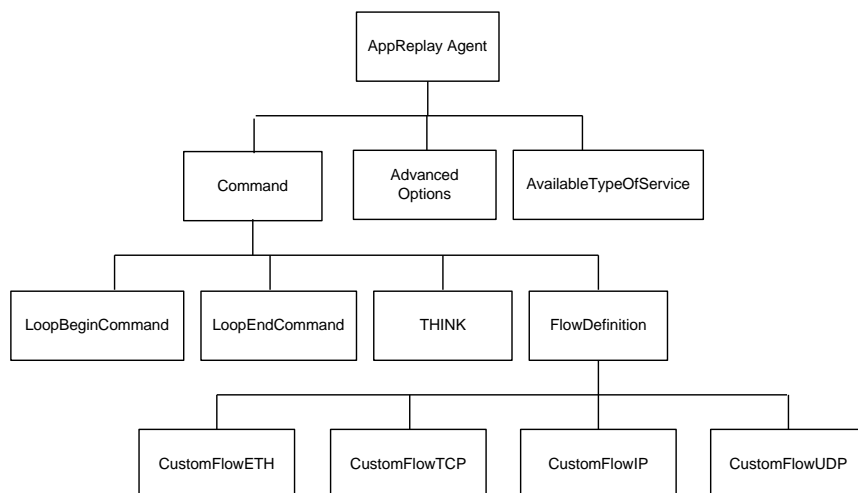 AppReplay Agent
Command
Advanced
Options
AvailableTypeOfService
LoopBeginCommand
LoopEndCommand
THINK
FlowDefinition
CustomFlowETH
CustomFlowTCP
CustomFlowIP
CustomFlowUDP